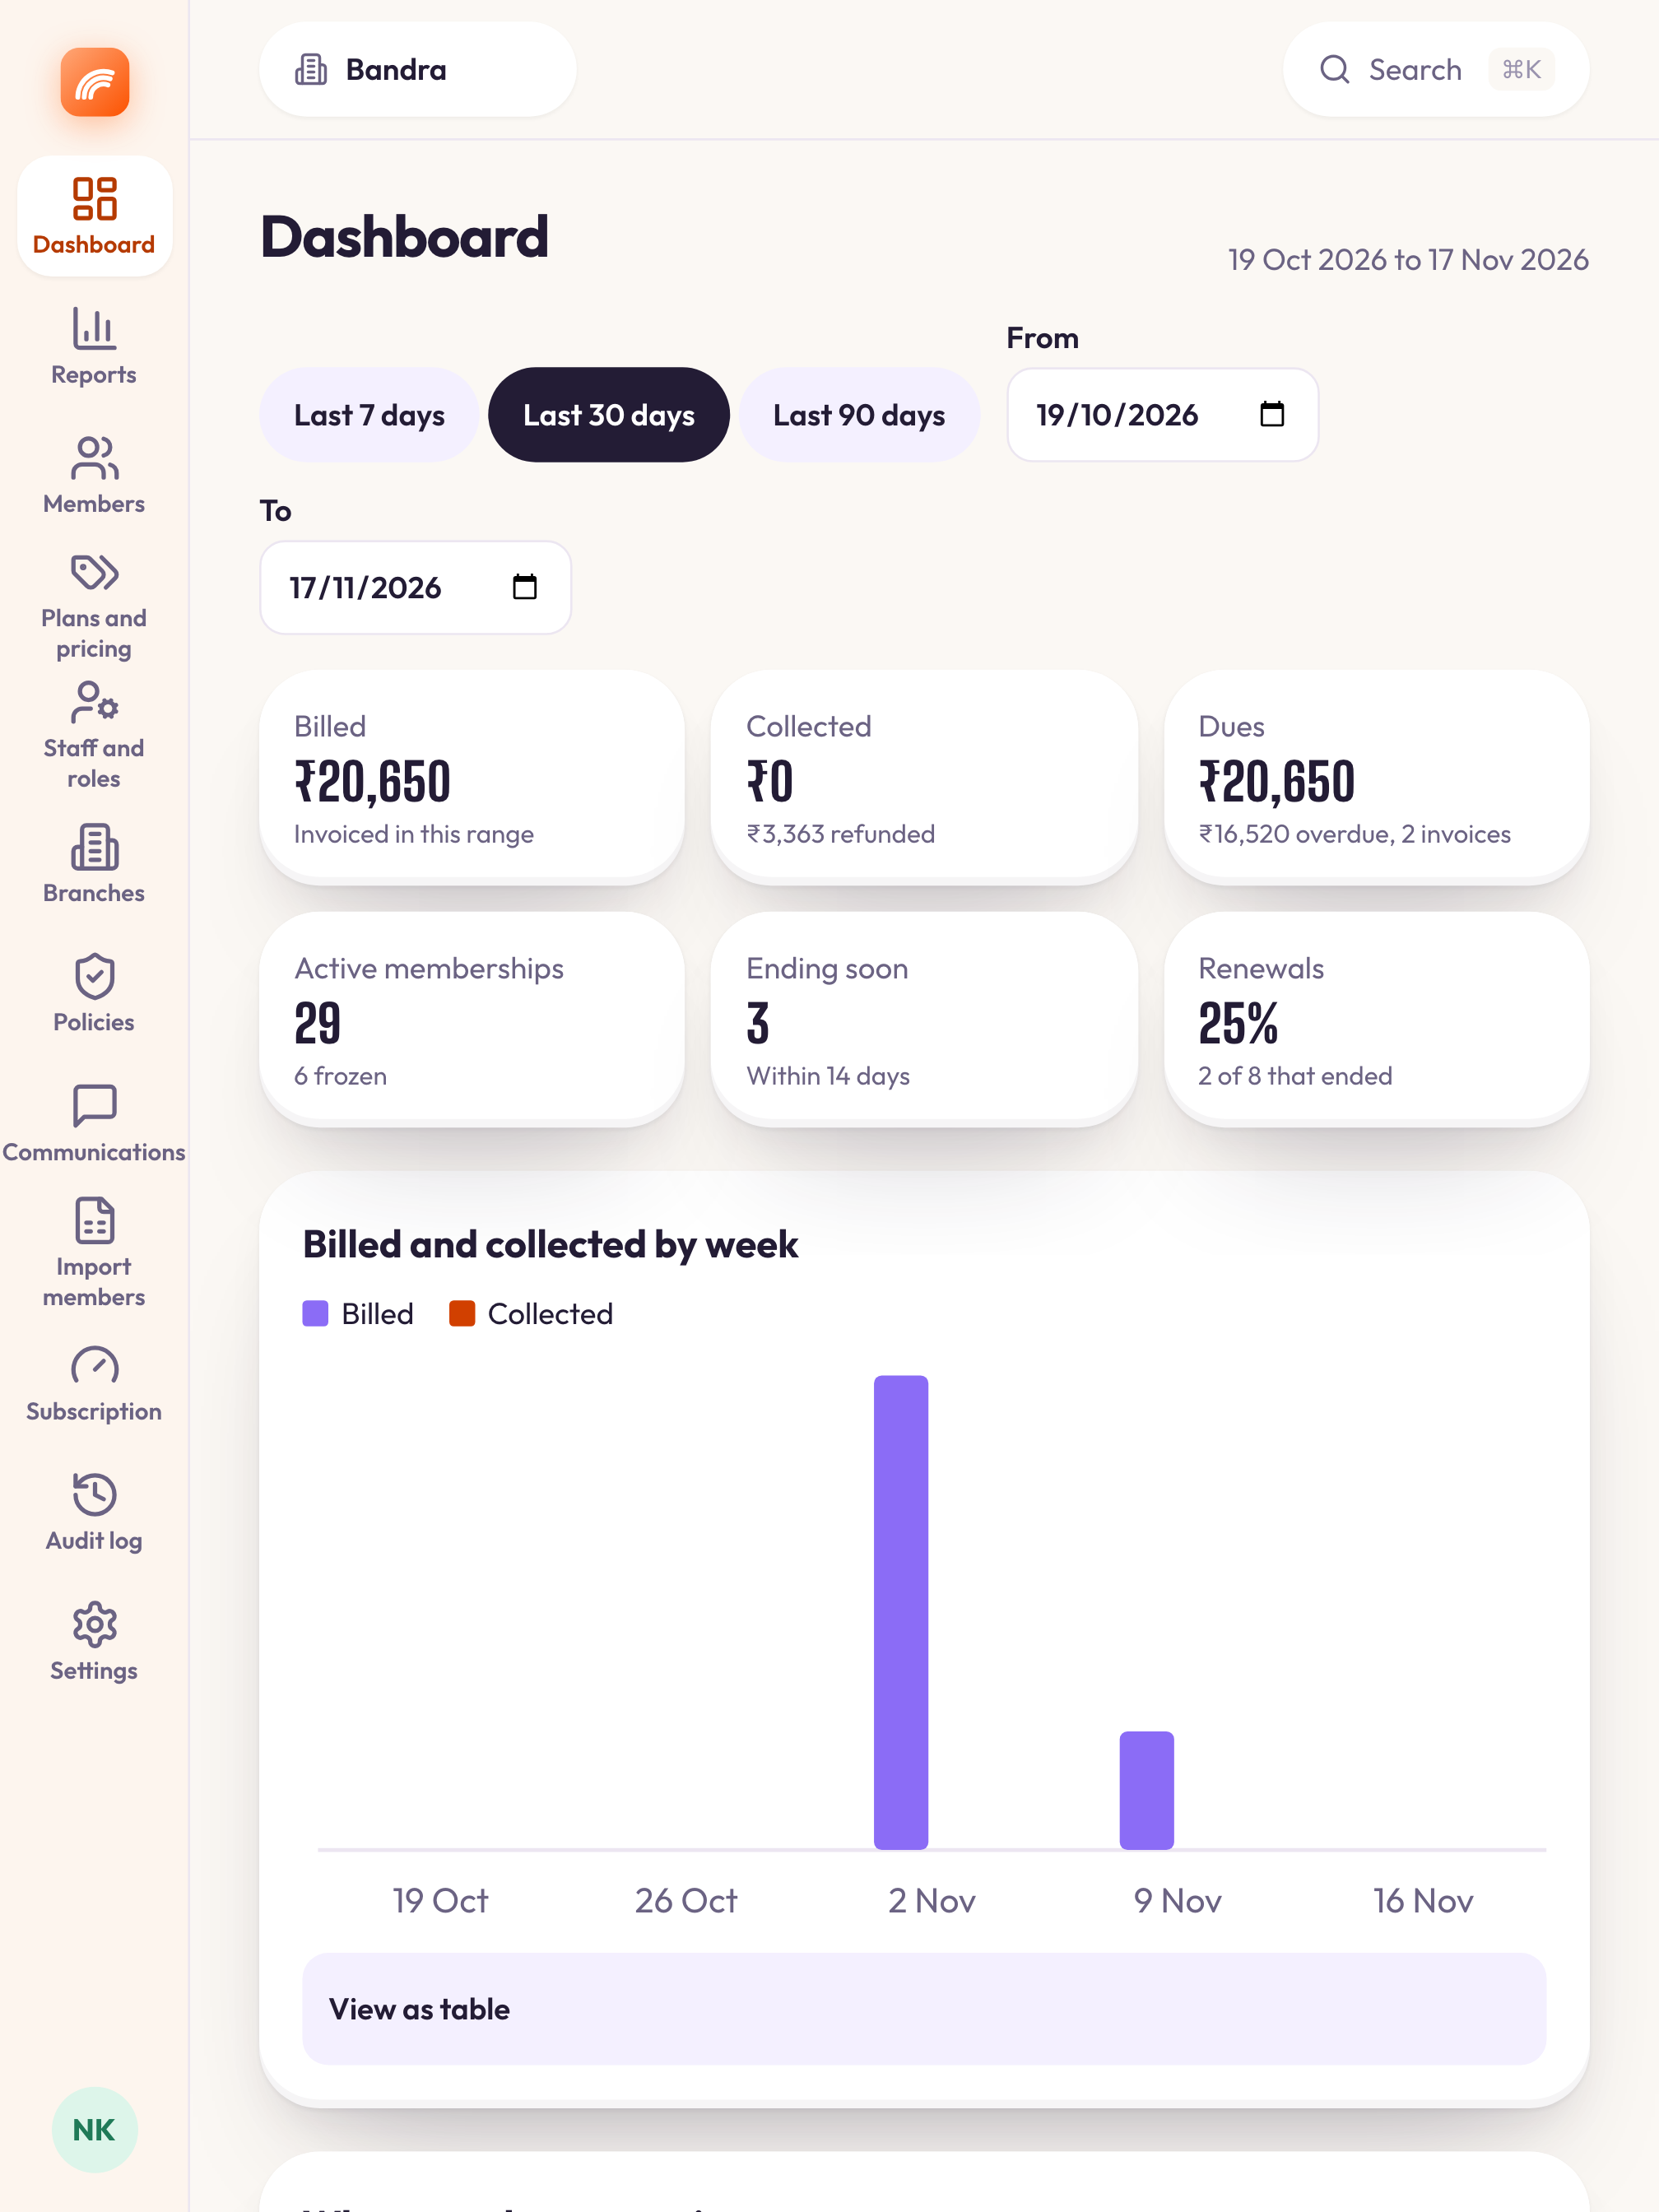 Bandra
Search ⌘K
Dashboard
Reports
Members
Plans and
pricing
Staff and
roles
Branches
Policies
Communications
Import
members
Subscription
Audit log
Settings
NK
Dashboard
19 Oct 2026 to 17 Nov 2026
Last 7 days
Last 30 days
Last 90 days
From
19/10/2026
To
17/11/2026
Billed
₹20,650
Invoiced in this range
Collected
₹0
₹3,363 refunded
Dues
₹20,650
₹16,520 overdue, 2 invoices
Active memberships
29
6 frozen
Ending soon
3
Within 14 days
Renewals
25%
2 of 8 that ended
Billed and collected by week
Billed
Collected
19 Oct
26 Oct
2 Nov
9 Nov
16 Nov
View as table